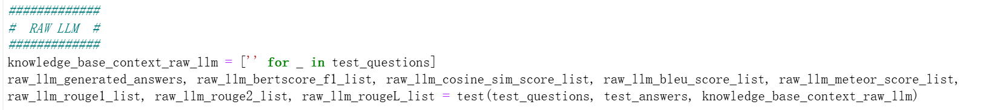 #############
#  RAW LLM  #
#############
knowledge_base_context_raw_llm = ['' for _ in test_questions]
raw_llm_generated_answers, raw_llm_bertscore_f1_list, raw_llm_cosine_sim_score_list, raw_llm_bleu_score_list, raw_llm_meteor_score_list,
raw_llm_rouge1_list, raw_llm_rouge2_list, raw_llm_rougeL_list = test(test_questions, test_answers, knowledge_base_context_raw_llm)